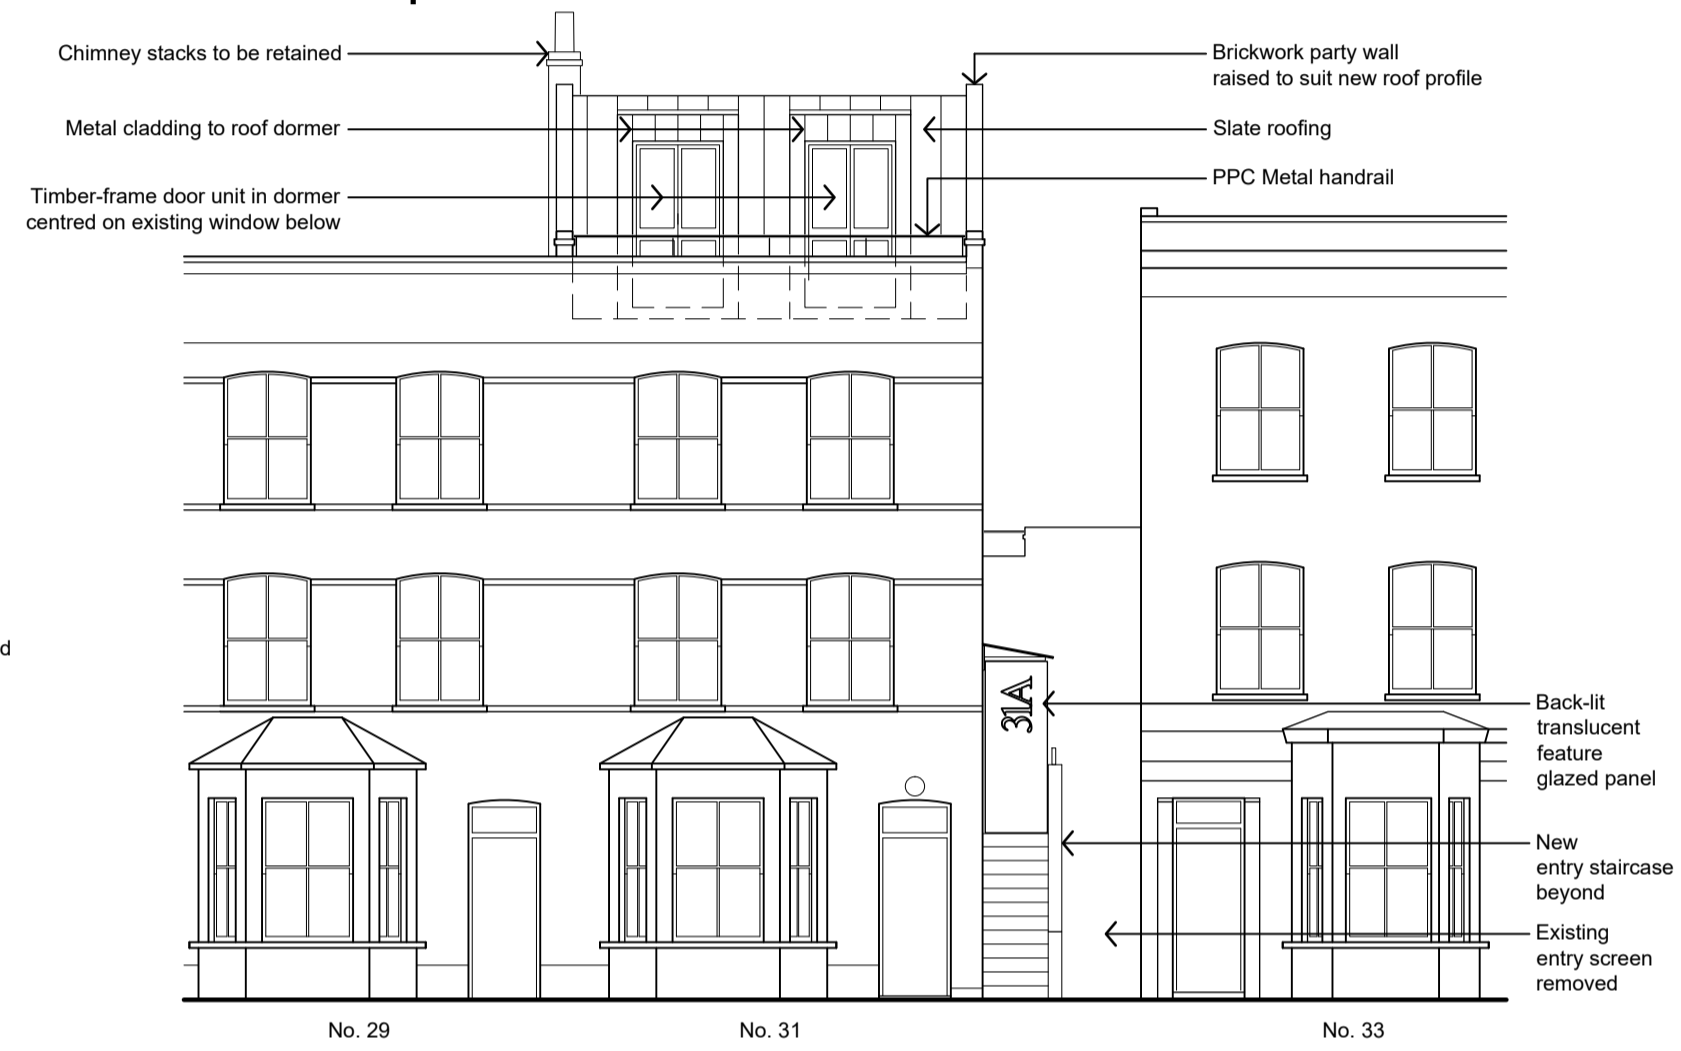 Chimney stacks to be retained
Metal cladding to roof dormer
Timber-frame door unit in dormer
centred on existing window below
Brickwork party wall
raised to suit new roof profile
Slate roofing
PPC Metal handrail
d
31A
Back-lit
translucent
feature
glazed panel
New
entry staircase
beyond
Existing
entry screen
removed
No. 29
No. 31
No. 33